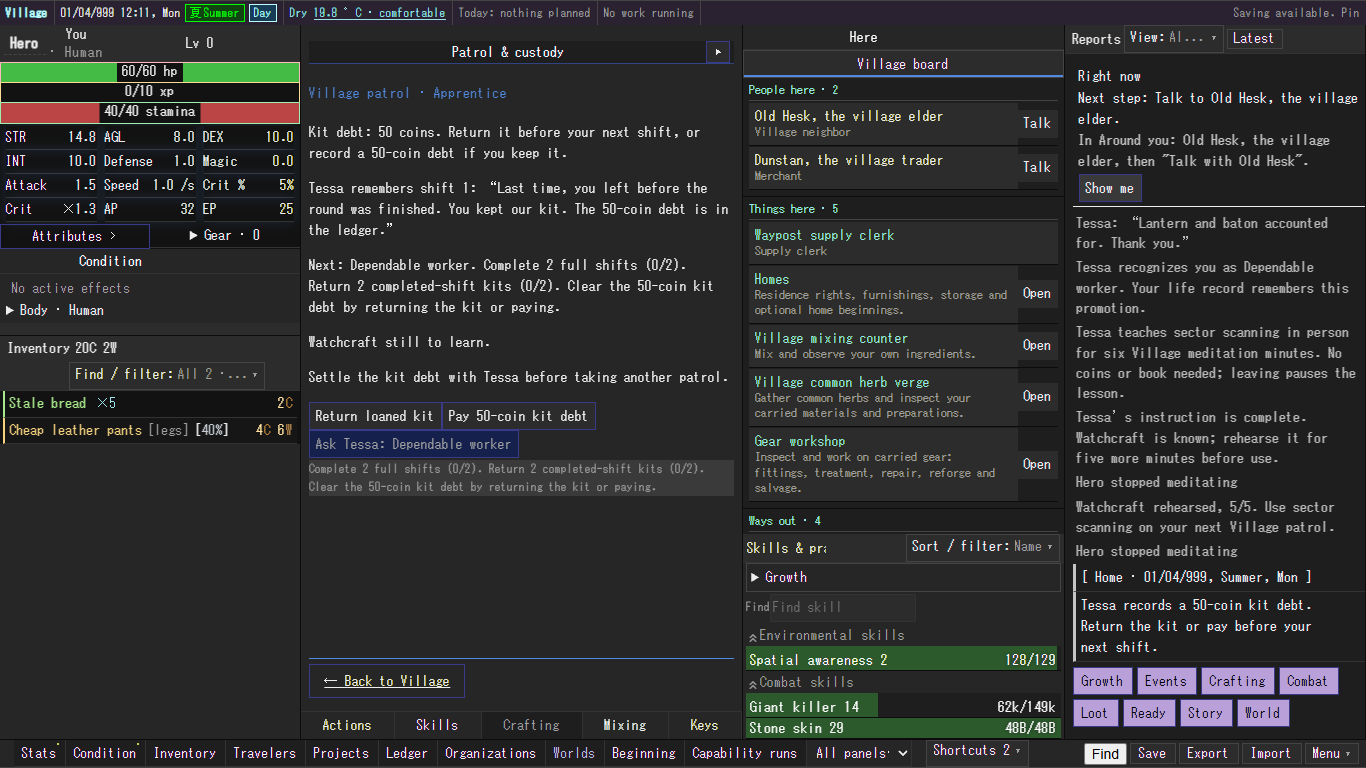 Village 01/04/999 12:11, Mon 夏Summer Day Dry 19.8 ° C · comfortable Today: nothing planned No work running Saving available. Pin
Hero · You Human Lv 0
60/60 hp
0/10 xp
40/40 stamina
STR 14.8 AGL 8.0 DEX 10.0
INT 10.0 Defense 1.0 Magic 0.0
Attack 1.5 Speed 1.0 /s Crit % 5%
Crit ×1.3 AP 32 EP 25
Attributes > ▶ Gear · 0
Condition
No active effects
▶ Body · Human
Inventory 20C 2W
Find / filter: All 2 ·... ▾
Stale bread ×5 2C
Cheap leather pants [legs] [40%] 4C 6W
Patrol & custody ▶
Village patrol · Apprentice
Kit debt: 50 coins. Return it before your next shift, or
record a 50-coin debt if you keep it.
Tessa remembers shift 1: “Last time, you left before the
round was finished. You kept our kit. The 50-coin debt is in
the ledger.”
Next: Dependable worker. Complete 2 full shifts (0/2).
Return 2 completed-shift kits (0/2). Clear the 50-coin kit
debt by returning the kit or paying.
Watchcraft still to learn.
Settle the kit debt with Tessa before taking another patrol.
Return loaned kit Pay 50-coin kit debt
Ask Tessa: Dependable worker
Complete 2 full shifts (0/2). Return 2 completed-shift kits (0/2).
Clear the 50-coin kit debt by returning the kit or paying.
← Back to Village
Actions Skills Crafting Mixing Keys
Here
Village board
People here · 2
Old Hesk, the village elder
Village neighbor
Talk
Dunstan, the village trader
Merchant
Talk
Things here · 5
Waypost supply clerk
Supply clerk
Homes
Residence rights, furnishings, storage and
optional home beginnings.
Open
Village mixing counter
Mix and observe your own ingredients.
Open
Village common herb verge
Gather common herbs and inspect your
carried materials and preparations.
Open
Gear workshop
Inspect and work on carried gear:
fittings, treatment, repair, reforge and
salvage.
Open
Ways out · 4
Skills & pra Sort / filter: Name ▾
▶ Growth
Find Find skill
Environmental skills
Spatial awareness 2 128/129
Combat skills
Giant killer 14 62k/149k
Stone skin 29 48B/48B
Reports View: Al... ▾ Latest
Right now
Next step: Talk to Old Hesk, the village
elder.
In Around you: Old Hesk, the village
elder, then "Talk with Old Hesk".
Show me
Tessa: “Lantern and baton accounted
for. Thank you.”
Tessa recognizes you as Dependable
worker. Your life record remembers this
promotion.
Tessa teaches sector scanning in person
for six Village meditation minutes. No
coins or book needed; leaving pauses the
lesson.
Tessa's instruction is complete.
Watchcraft is known; rehearse it for
five more minutes before use.
Hero stopped meditating
Watchcraft rehearsed, 5/5. Use sector
scanning on your next Village patrol.
Hero stopped meditating
[ Home · 01/04/999, Summer, Mon ]
Tessa records a 50-coin kit debt.
Return the kit or pay before your
next shift.
Growth Events Crafting Combat
Loot Ready Story World
Stats Condition Inventory Travelers Projects Ledger Organizations Worlds Beginning Capability runs All panels· Shortcuts 2 ▾ Find Save Export Import Menu ▾